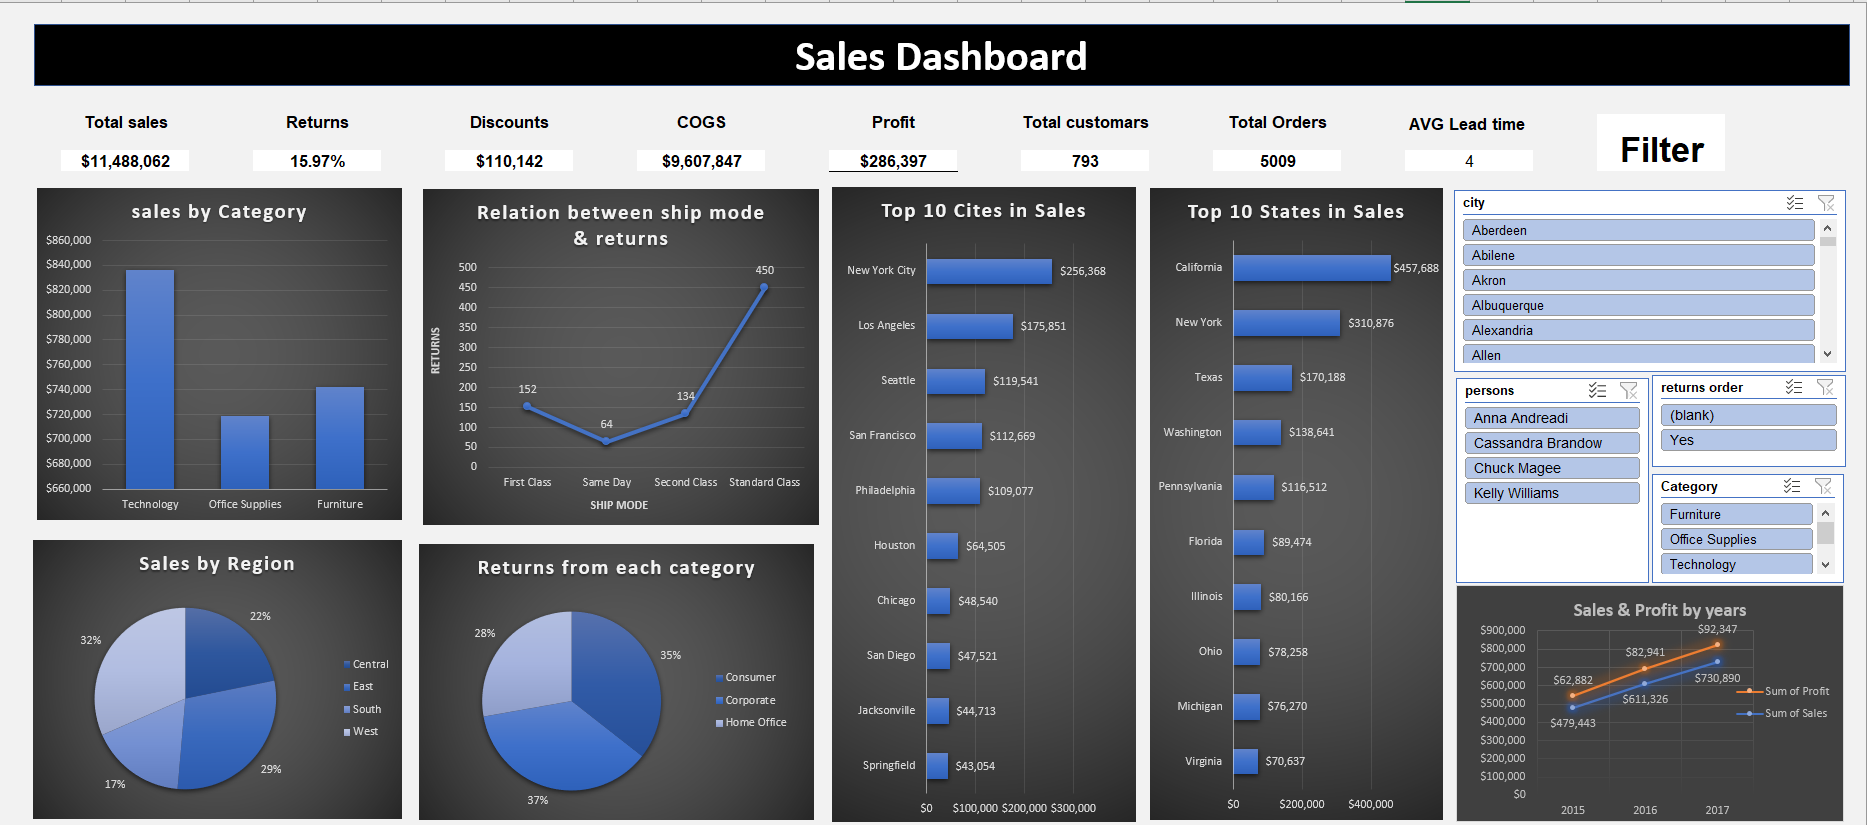 Sales Dashboard
Total sales
Returns
Discounts
COGS
Profit
Total customars
Total Orders
AVG Lead time
Filter
$11,488,062
15.97%
$110,142
$9,607,847
$286,397
793
5009
4
sales by Category
$860,000
$840,000
$820,000
$800,000
$780,000
$760,000
$740,000
$720,000
$700,000
$680,000
$660,000
Technology
Office Supplies
Furniture
Relation between ship mode
& returns
RETURNS
500
450
400
350
300
250
200
150
100
50
0
152
64
134
450
First Class
Same Day
Second Class
Standard Class
SHIP MODE
Top 10 Cites in Sales
New York City
$256,368
Los Angeles
$175,851
Seattle
$119,541
San Francisco
$112,669
Philadelphia
$109,077
Houston
$64,505
Chicago
$48,540
San Diego
$47,521
Jacksonville
$44,713
Springfield
$43,054
$0
$100,000
$200,000
$300,000
Top 10 States in Sales
California
$457,688
New York
$310,876
Texas
$170,188
Washington
$138,641
Pennsylvania
$116,512
Florida
$89,474
Illinois
$80,166
Ohio
$78,258
Michigan
$76,270
Virginia
$70,637
$0
$200,000
$400,000
city
Aberdeen
Abilene
Akron
Albuquerque
Alexandria
Allen
persons
Anna Andreadi
Cassandra Brandow
Chuck Magee
Kelly Williams
returns order
(blank)
Yes
Category
Furniture
Office Supplies
Technology
Sales by Region
22%
29%
17%
32%
Central
East
South
West
Returns from each category
35%
37%
28%
Consumer
Corporate
Home Office
Sales & Profit by years
$900,000
$800,000
$700,000
$600,000
$500,000
$400,000
$300,000
$200,000
$100,000
$0
$62,882
$82,941
$92,347
$479,443
$611,326
$730,890
Sum of Profit
Sum of Sales
2015
2016
2017